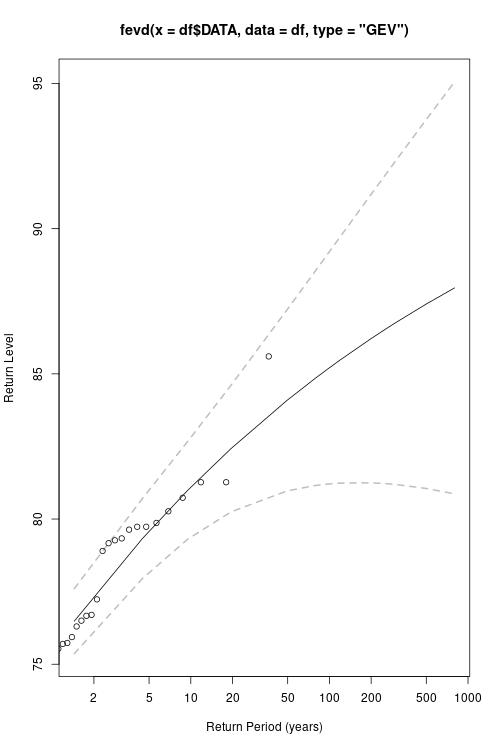 fevd(x = df$DATA, data = df, type = "GEV")
95
90
85
80
75
Return Level
2 5 10 20 50 100 200 500 1000
Return Period (years)